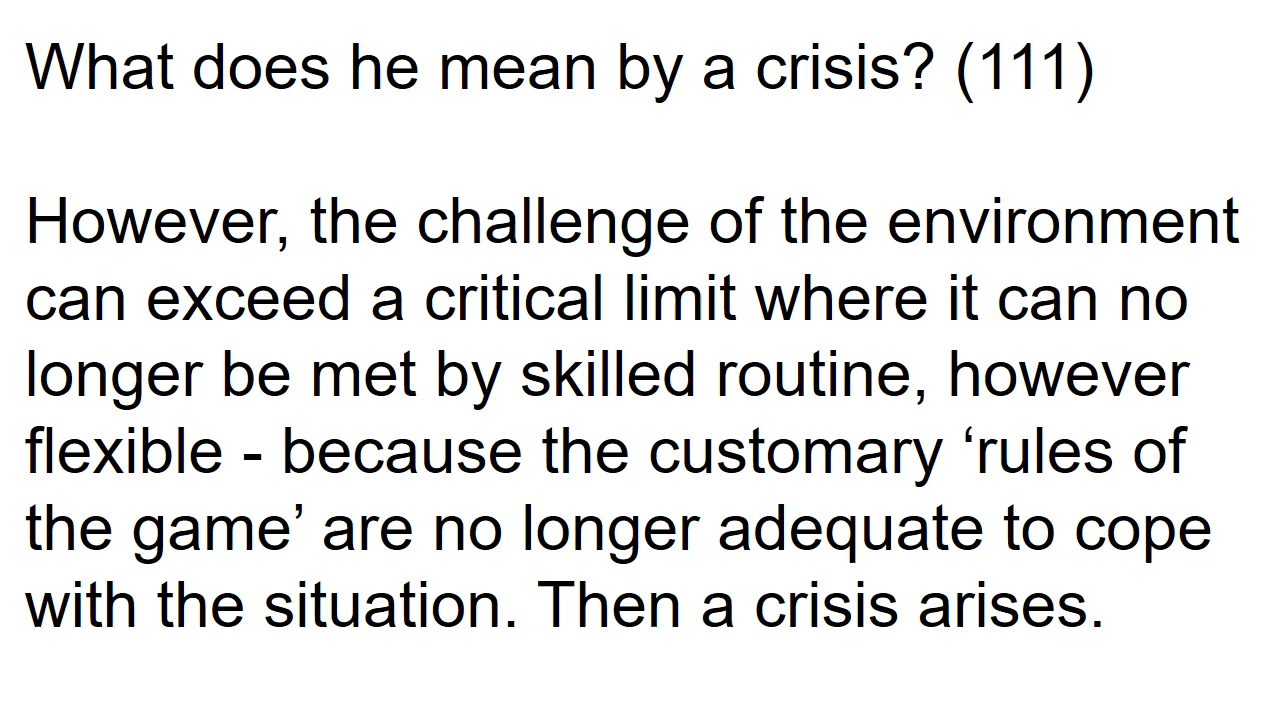 What does he mean by a crisis? (111)
However, the challenge of the environment
can exceed a critical limit where it can no
longer be met by skilled routine, however
flexible - because the customary ‘rules of
the game’ are no longer adequate to cope
with the situation. Then a crisis arises.